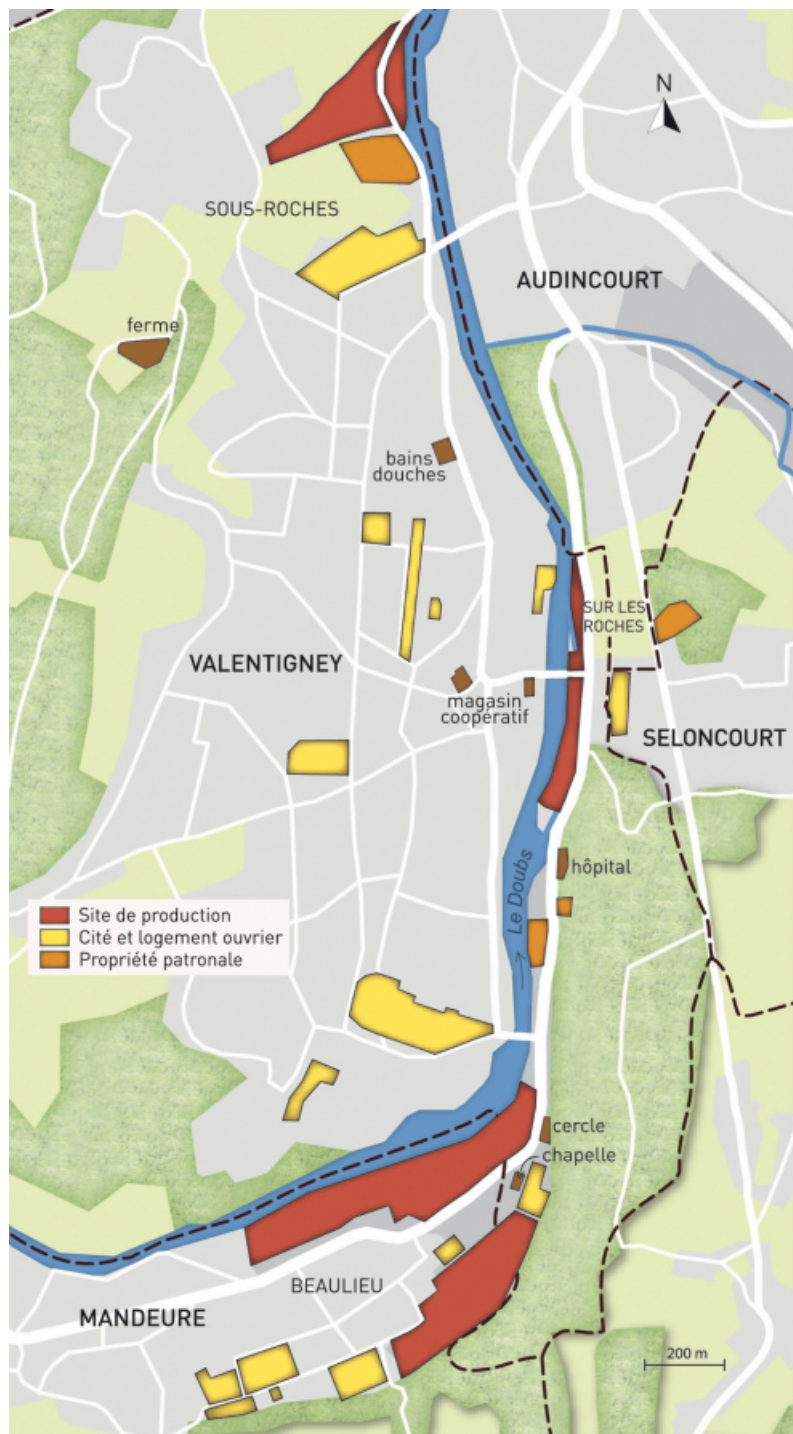 N
SOUS-ROCHES
AUDINCOURT
ferme
bains
douches
SUR LES
ROCHES
VALENTIGNEY
magasin
coopératif
SELONCOURT
hôpital
Le Doubs
Site de production
Cité et logement ouvrier
Propriété patronale
cercle
chapelle
BEAULIEU
MANDEURE
200 m